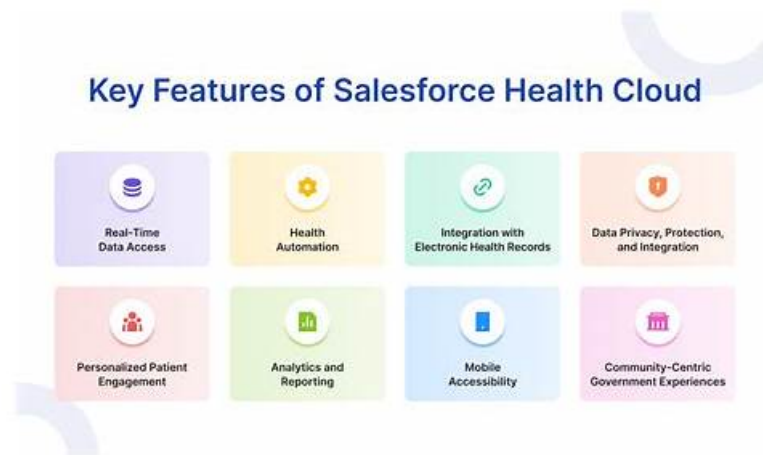 Key Features of Salesforce Health Cloud
Real-Time
Data Access
Health
Automation
Integration with
Electronic Health Records
Data Privacy, Protection,
and Integration
Personalized Patient
Engagement
Analytics and
Reporting
Mobile
Accessibility
Community-Centric
Government Experiences